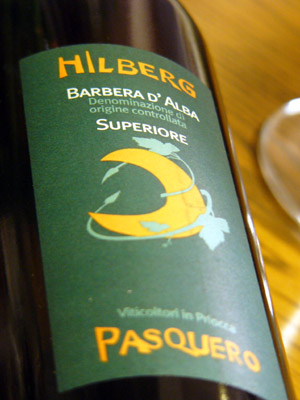 HILBERG
BARBERA D'ALBA
Denominazione di
origine controllata
SUPERIORE
Viticoltori in Priocca
PASQUERO